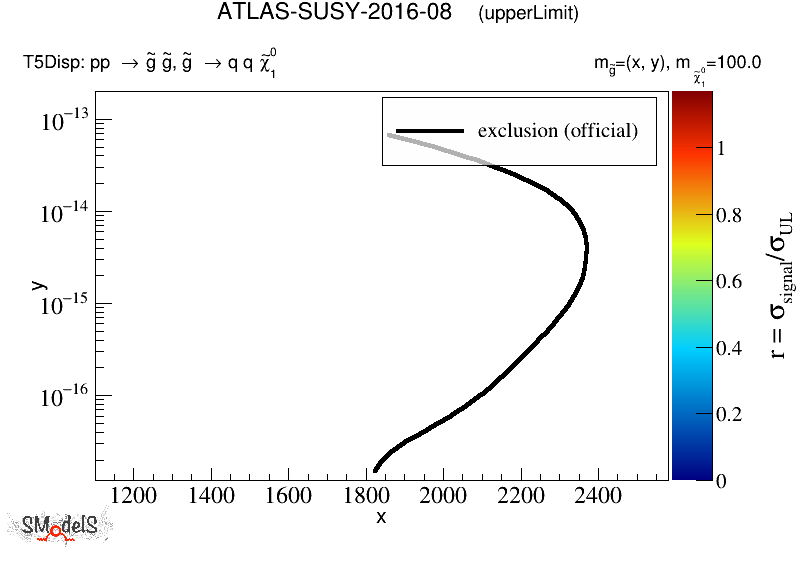 ATLAS-SUSY-2016-08 (upperLimit)
T5Disp: pp → g̃ g̃, g̃ → q q χ̃₁⁰ m_g̃=(x, y), m_χ̃₁⁰=100.0
exclusion (official)
10⁻¹³
10⁻¹⁴
10⁻¹⁵
10⁻¹⁶
y
1200 1400 1600 1800 2000 2200 2400
x
1
0.8
0.6
0.4
0.2
0
r = σ_signal/σ_UL
SModelS